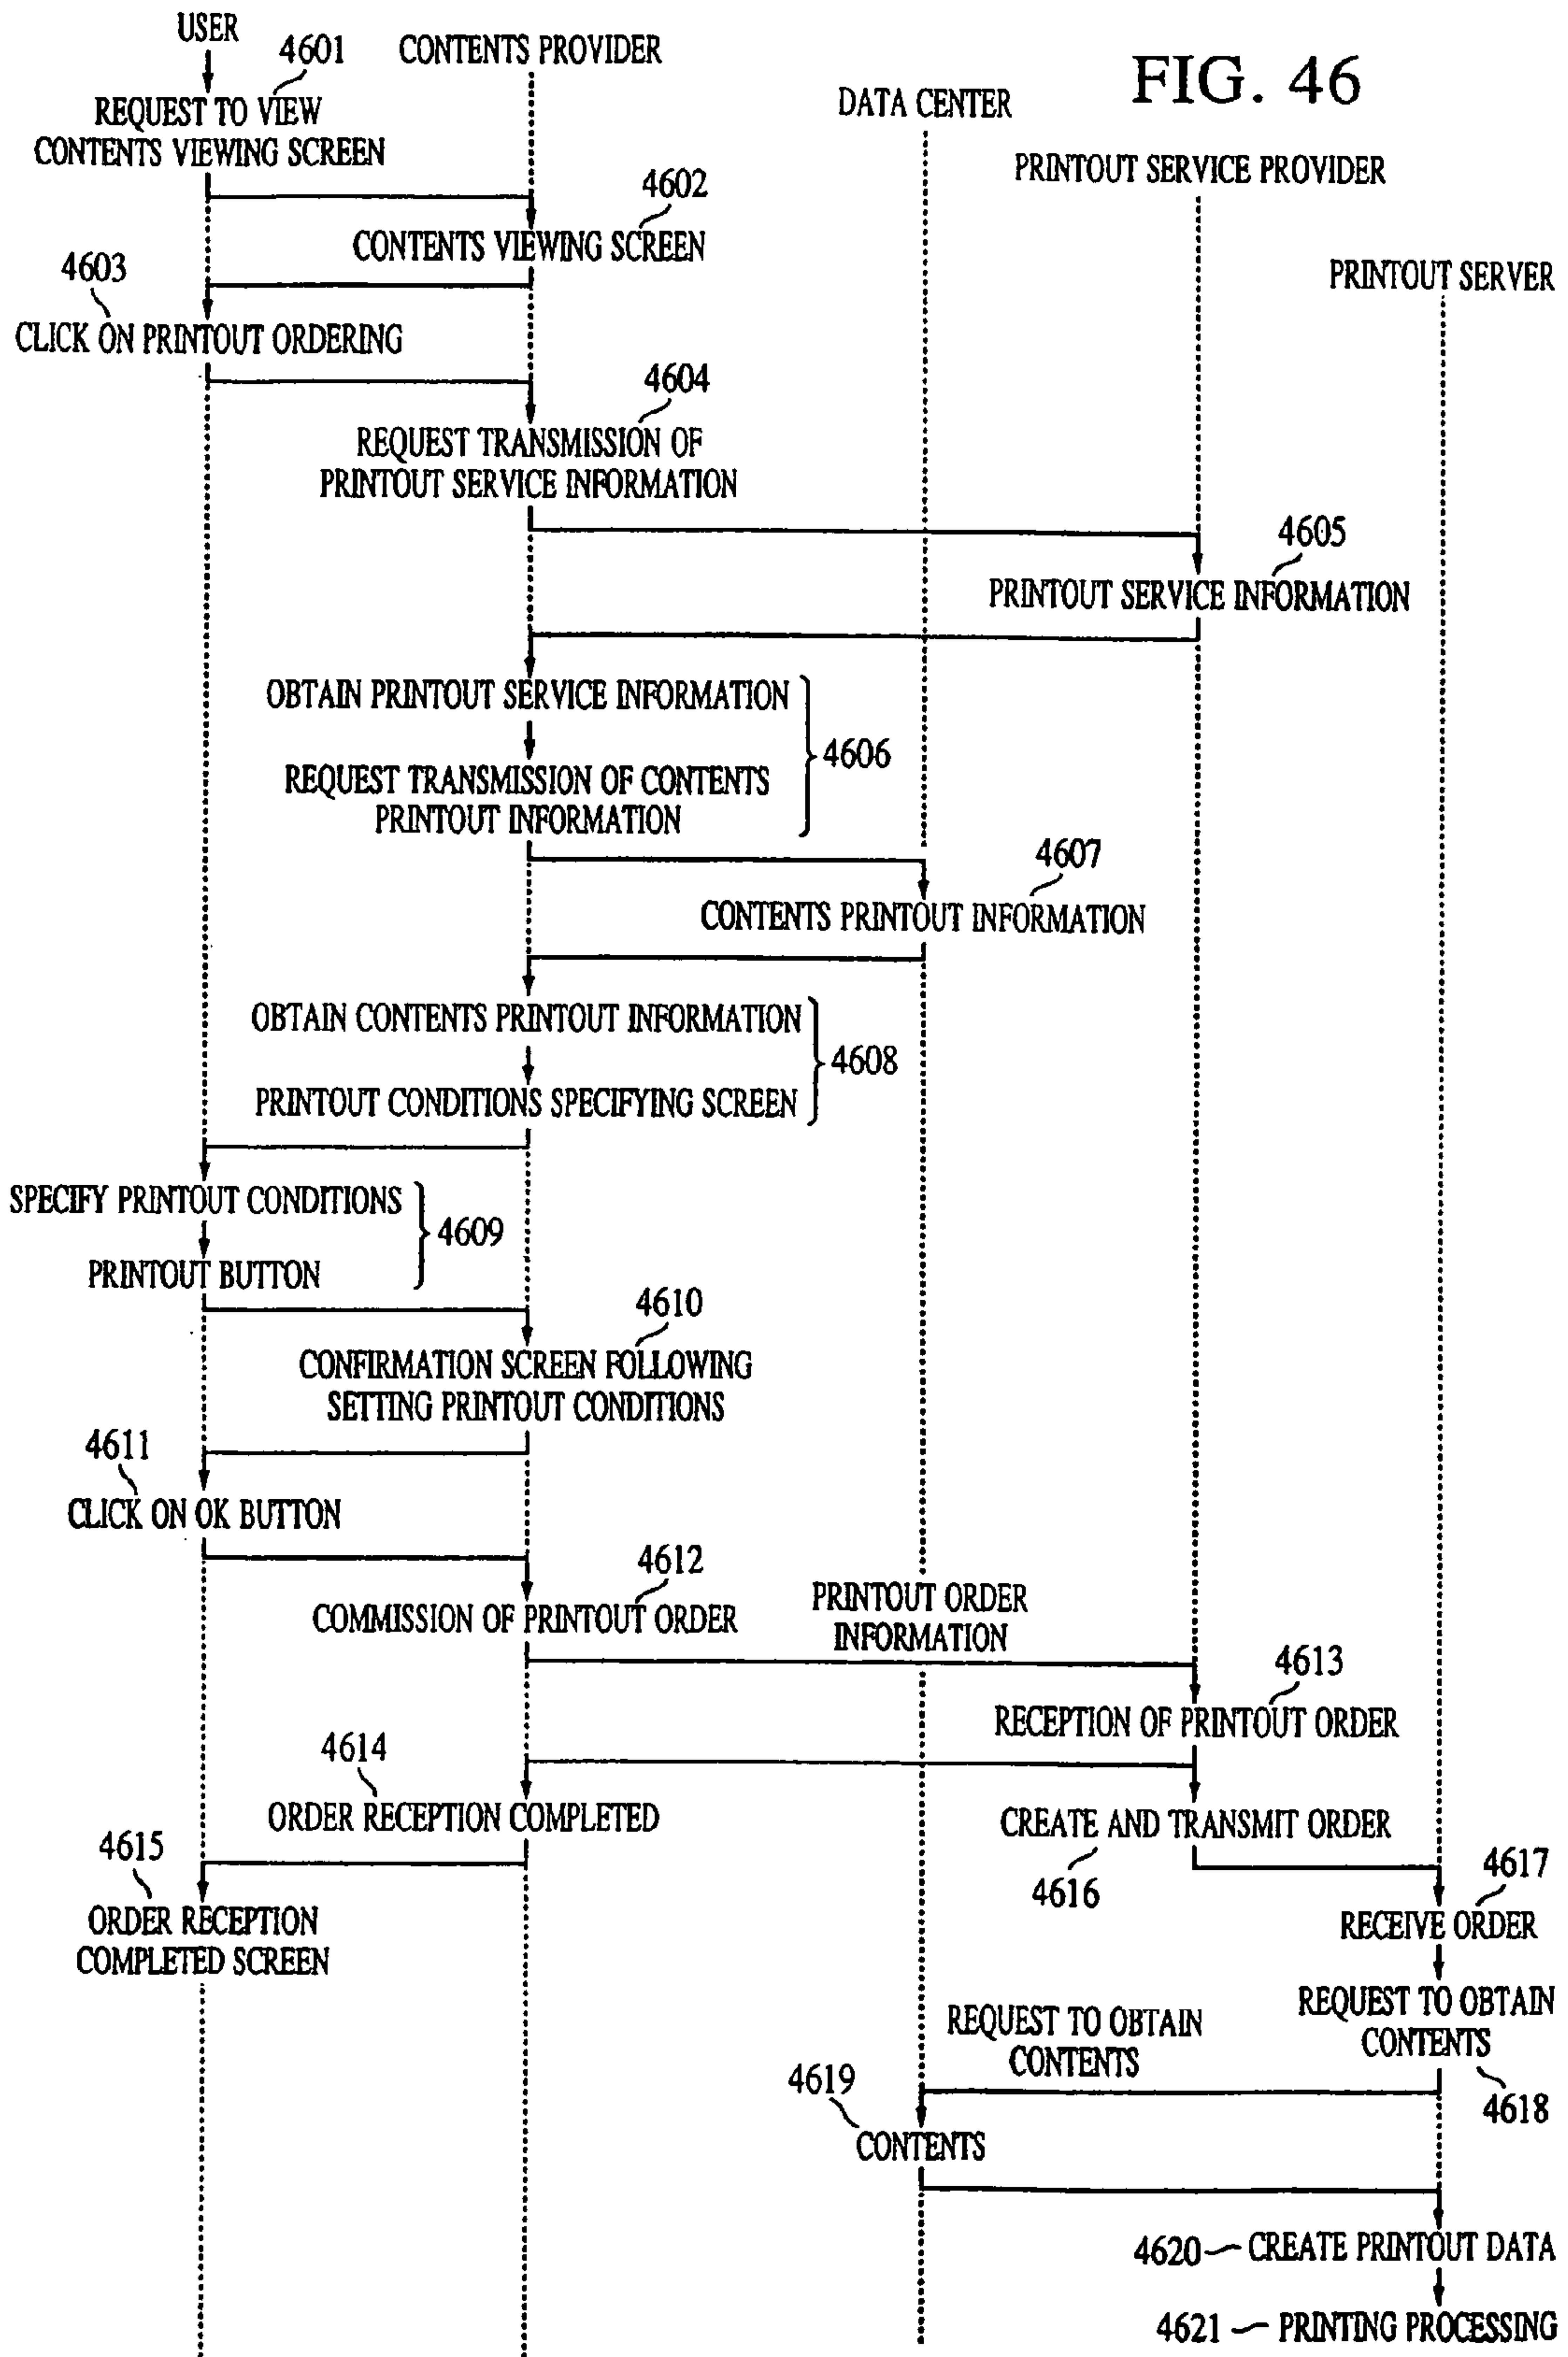 USER
4601
CONTENTS PROVIDER
FIG. 46
DATA CENTER
REQUEST TO VIEW
CONTENTS VIEWING SCREEN
PRINTOUT SERVICE PROVIDER
4602
CONTENTS VIEWING SCREEN
4603
PRINTOUT SERVER
CLICK ON PRINTOUT ORDERING
4604
REQUEST TRANSMISSION OF
PRINTOUT SERVICE INFORMATION
4605
PRINTOUT SERVICE INFORMATION
OBTAIN PRINTOUT SERVICE INFORMATION
4606
REQUEST TRANSMISSION OF CONTENTS
PRINTOUT INFORMATION
4607
CONTENTS PRINTOUT INFORMATION
OBTAIN CONTENTS PRINTOUT INFORMATION
4608
PRINTOUT CONDITIONS SPECIFYING SCREEN
SPECIFY PRINTOUT CONDITIONS
4609
PRINTOUT BUTTON
4610
CONFIRMATION SCREEN FOLLOWING
SETTING PRINTOUT CONDITIONS
4611
CLICK ON OK BUTTON
4612
COMMISSION OF PRINTOUT ORDER
PRINTOUT ORDER
INFORMATION
4613
RECEPTION OF PRINTOUT ORDER
4614
ORDER RECEPTION COMPLETED
CREATE AND TRANSMIT ORDER
4615
4616
4617
ORDER RECEPTION
COMPLETED SCREEN
RECEIVE ORDER
REQUEST TO OBTAIN
CONTENTS
REQUEST TO OBTAIN
CONTENTS
4618
4619
CONTENTS
4620 CREATE PRINTOUT DATA
4621 PRINTING PROCESSING